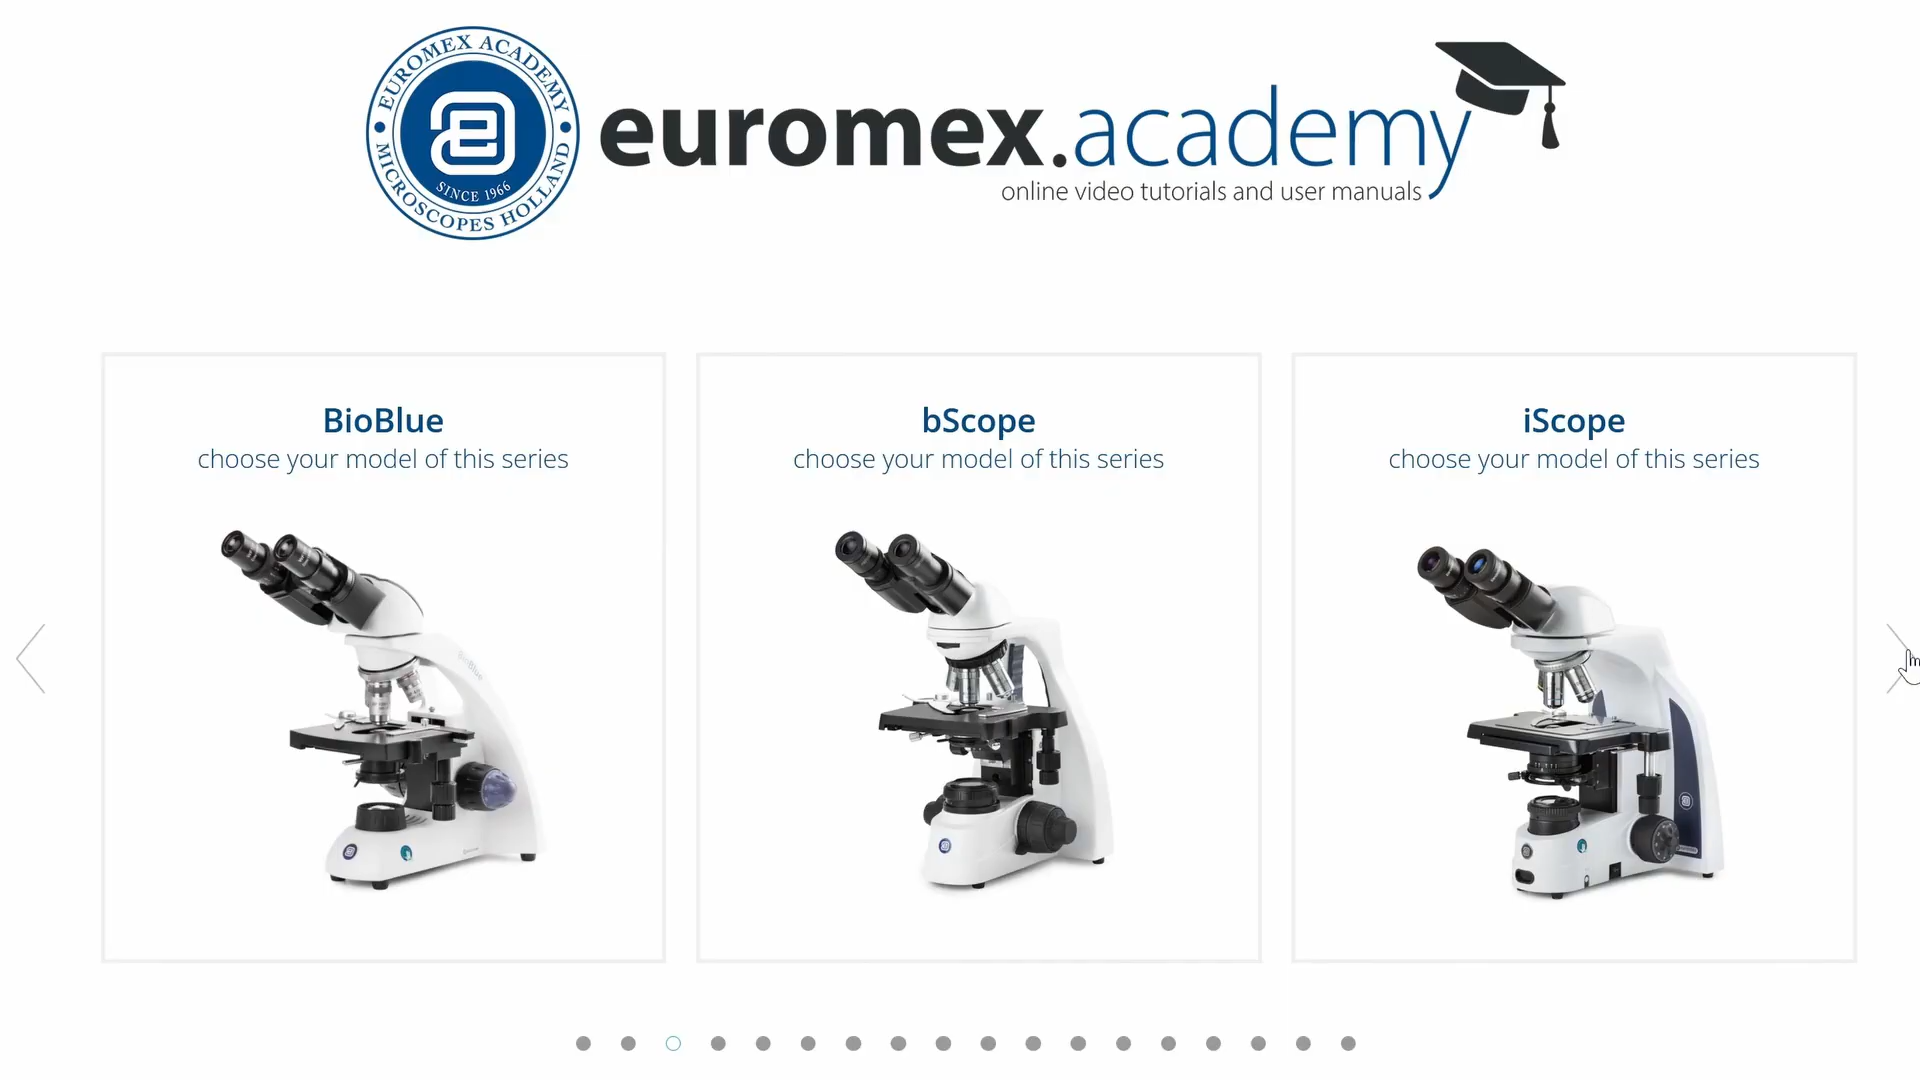 EUROMEX ACADEMY
SINCE 1966
MICROSCOPES HOLLAND
euromex.academy
online video tutorials and user manuals
BioBlue
choose your model of this series
bScope
choose your model of this series
iScope
choose your model of this series
BioBlue